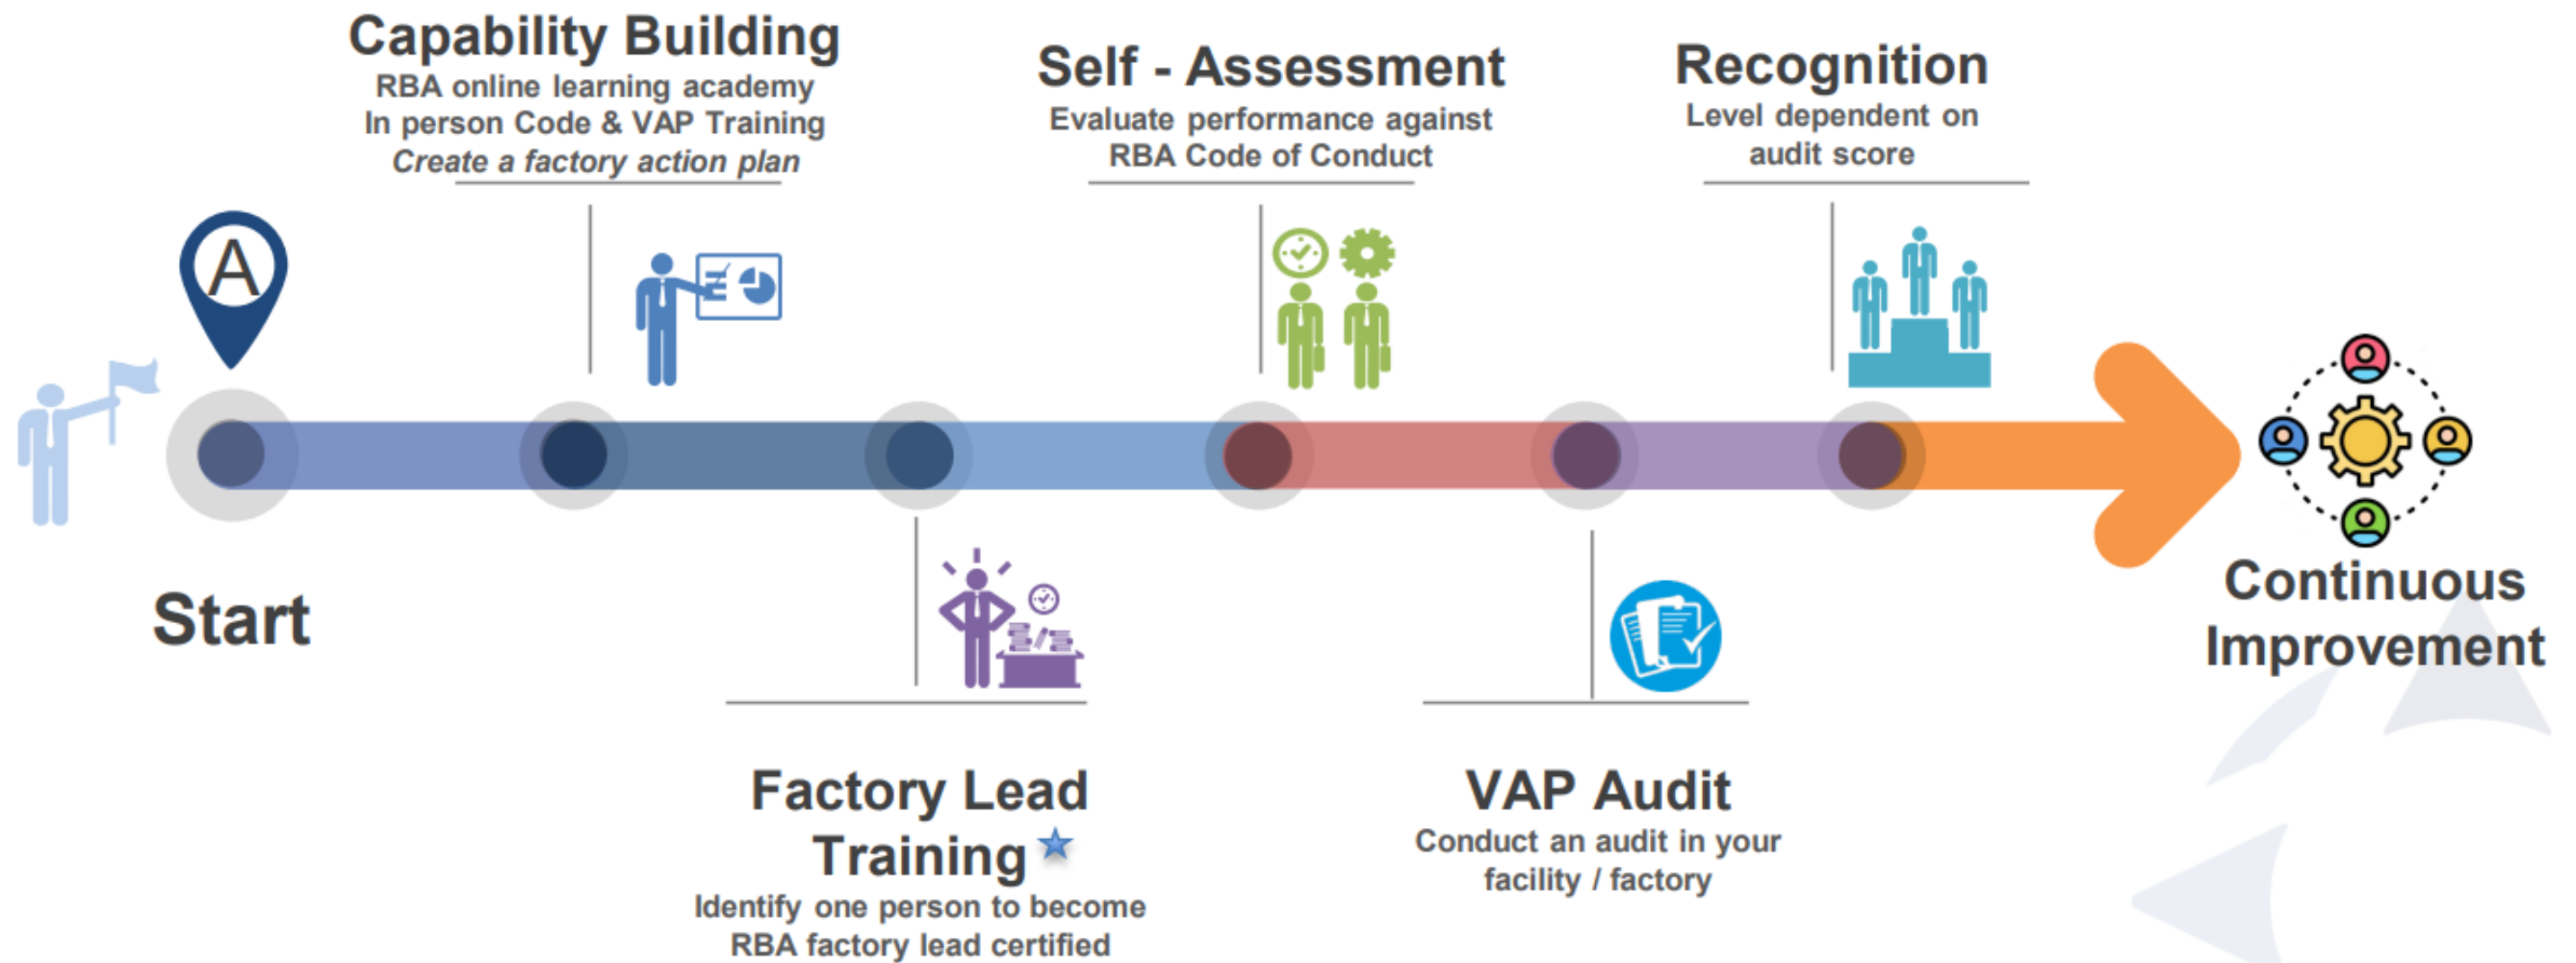 Capability Building
RBA online learning academy
In person Code & VAP Training
Create a factory action plan
Self - Assessment
Evaluate performance against
RBA Code of Conduct
Recognition
Level dependent on
audit score
A
Start
Continuous
Improvement
Factory Lead
Training
Identify one person to become
RBA factory lead certified
VAP Audit
Conduct an audit in your
facility / factory